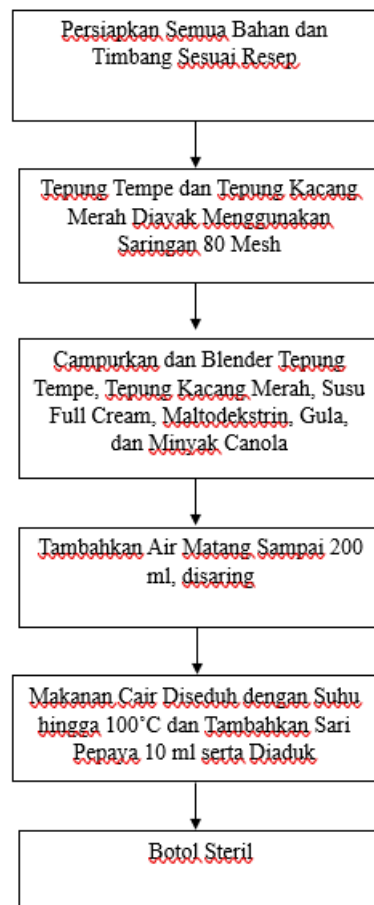 Persiapkan Semua Bahan dan
Timbang Sesuai Resep
Tepung Tempe dan Tepung Kacang
Merah Diayak Menggunakan
Saringan 80 Mesh
Campurkan dan Blender Tepung
Tempe, Tepung Kacang Merah, Susu
Full Cream, Maltodekstrin, Gula,
dan Minyak Canola
Tambahkan Air Matang Sampai 200
ml, disaring
Makanan Cair Diseduh dengan Suhu
hingga 100˚C dan Tambahkan Sari
Pepaya 10 ml serta Diaduk
Botol Steril